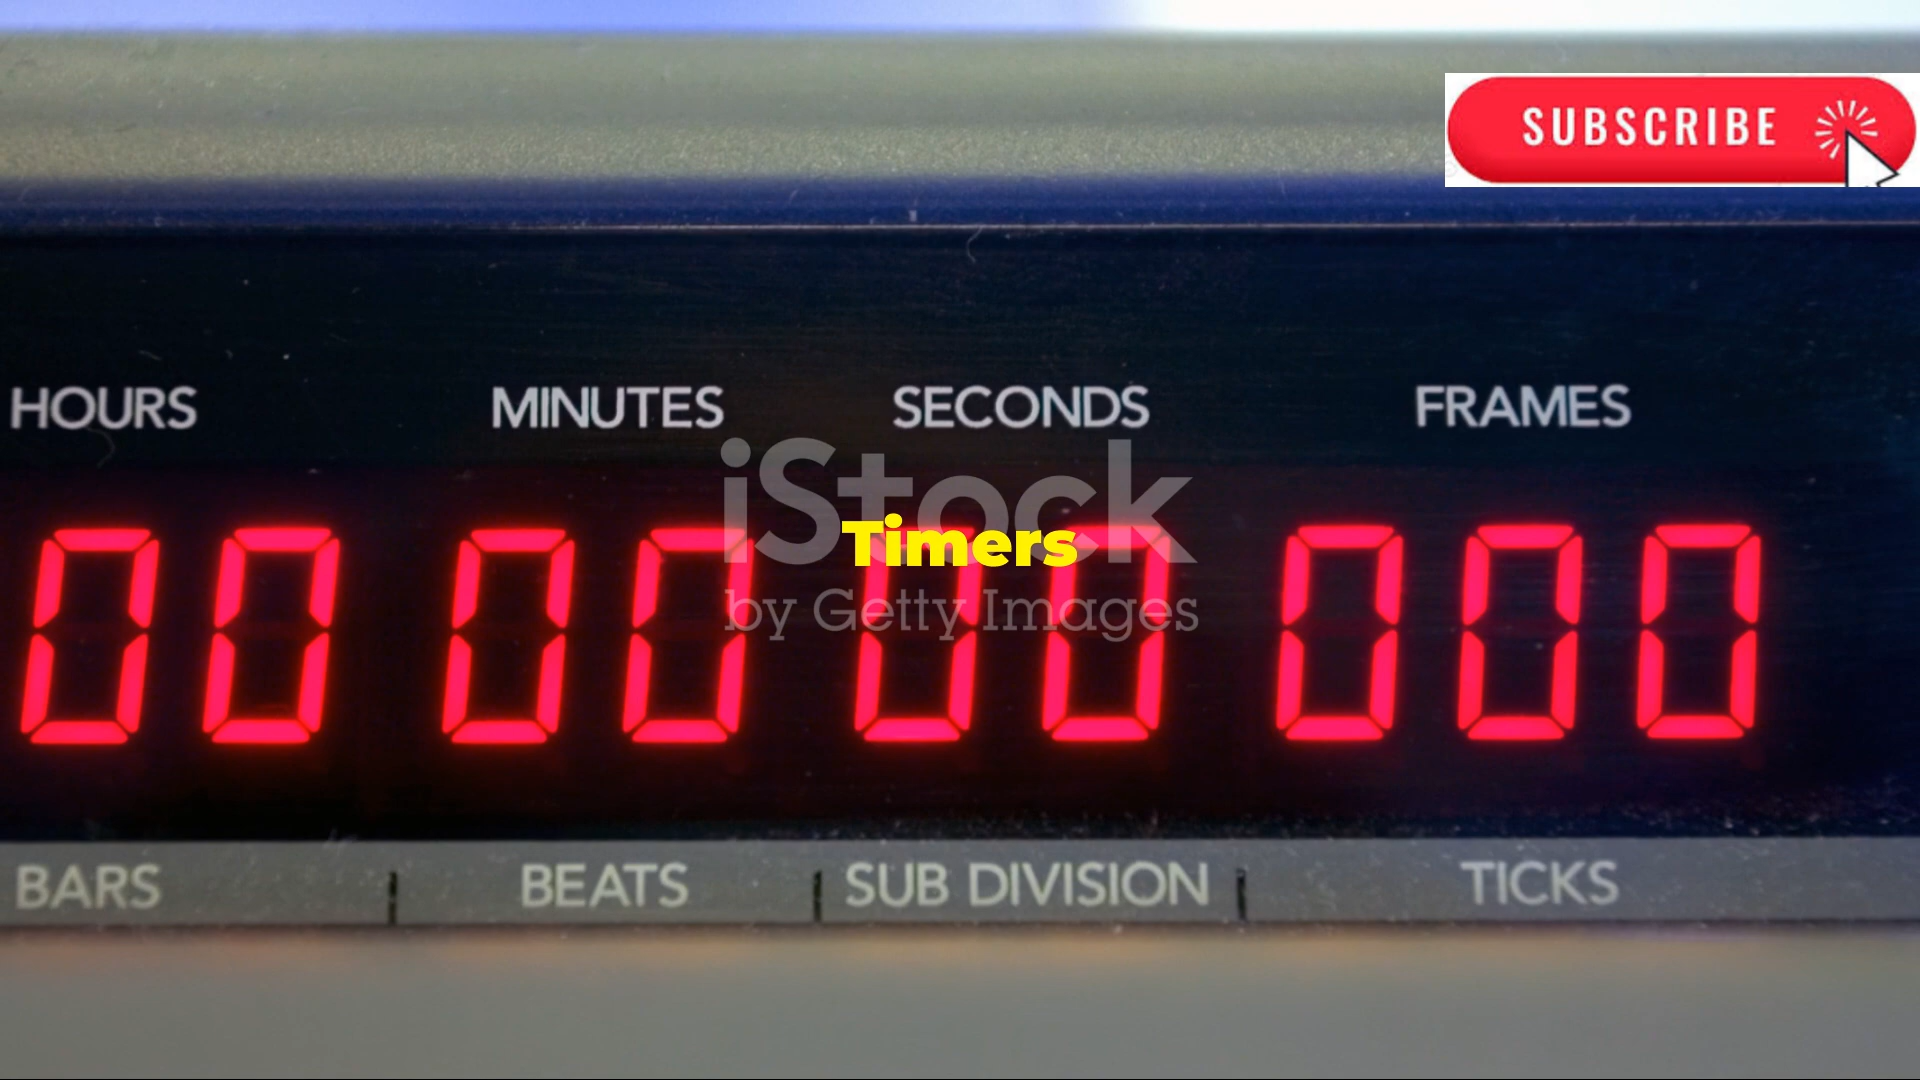 SUBSCRIBE
HOURS MINUTES SECONDS FRAMES
iStock
Timers
by Getty Images
00 00 00 000
BARS BEATS SUB DIVISION TICKS